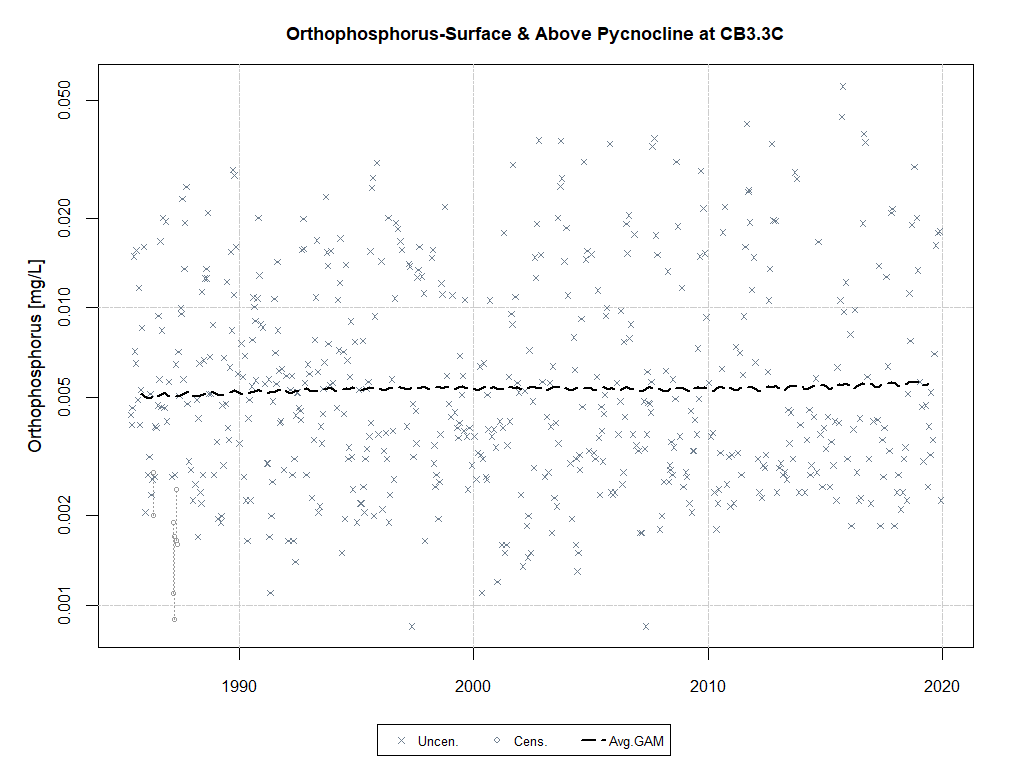 Orthophosphorus-Surface & Above Pycnocline at CB3.3C
Orthophosphorus [mg/L]
0.050
0.020
0.010
0.005
0.002
0.001
1990 2000 2010 2020
Uncen. Cens. Avg.GAM